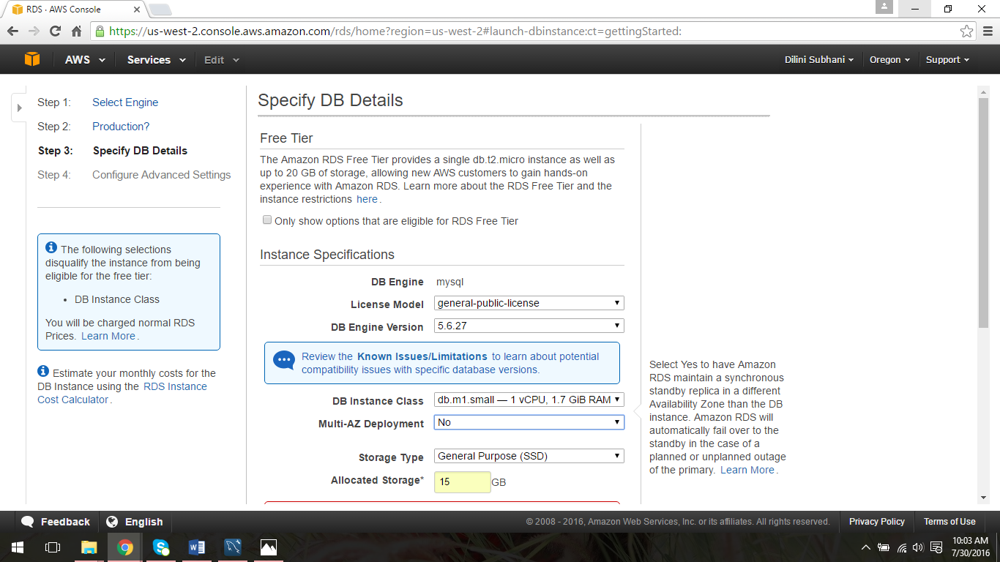 RDS · AWS Console
https://us-west-2.console.aws.amazon.com/rds/home?region=us-west-2#launch-dbinstance:ct=gettingStarted:
AWS Services Edit Dilini Subhani Oregon Support
Step 1: Select Engine
Step 2: Production?
Step 3: Specify DB Details
Step 4: Configure Advanced Settings
The following selections
disqualify the instance from being
eligible for the free tier:
• DB Instance Class
You will be charged normal RDS
Prices. Learn More.
Estimate your monthly costs for the
DB Instance using the RDS Instance
Cost Calculator.
Specify DB Details
Free Tier
The Amazon RDS Free Tier provides a single db.t2.micro instance as well as
up to 20 GB of storage, allowing new AWS customers to gain hands-on
experience with Amazon RDS. Learn more about the RDS Free Tier and the
instance restrictions here.
Only show options that are eligible for RDS Free Tier
Instance Specifications
DB Engine mysql
License Model general-public-license
DB Engine Version 5.6.27
Review the Known Issues/Limitations to learn about potential
compatibility issues with specific database versions.
DB Instance Class db.m1.small — 1 vCPU, 1.7 GiB RAM
Multi-AZ Deployment No
Storage Type General Purpose (SSD)
Allocated Storage* 15 GB
Select Yes to have Amazon
RDS maintain a synchronous
standby replica in a different
Availability Zone than the DB
instance. Amazon RDS will
automatically fail over to the
standby in the case of a
planned or unplanned outage
of the primary. Learn More.
Feedback English © 2008 - 2016, Amazon Web Services, Inc. or its affiliates. All rights reserved. Privacy Policy Terms of Use
10:03 AM
7/30/2016